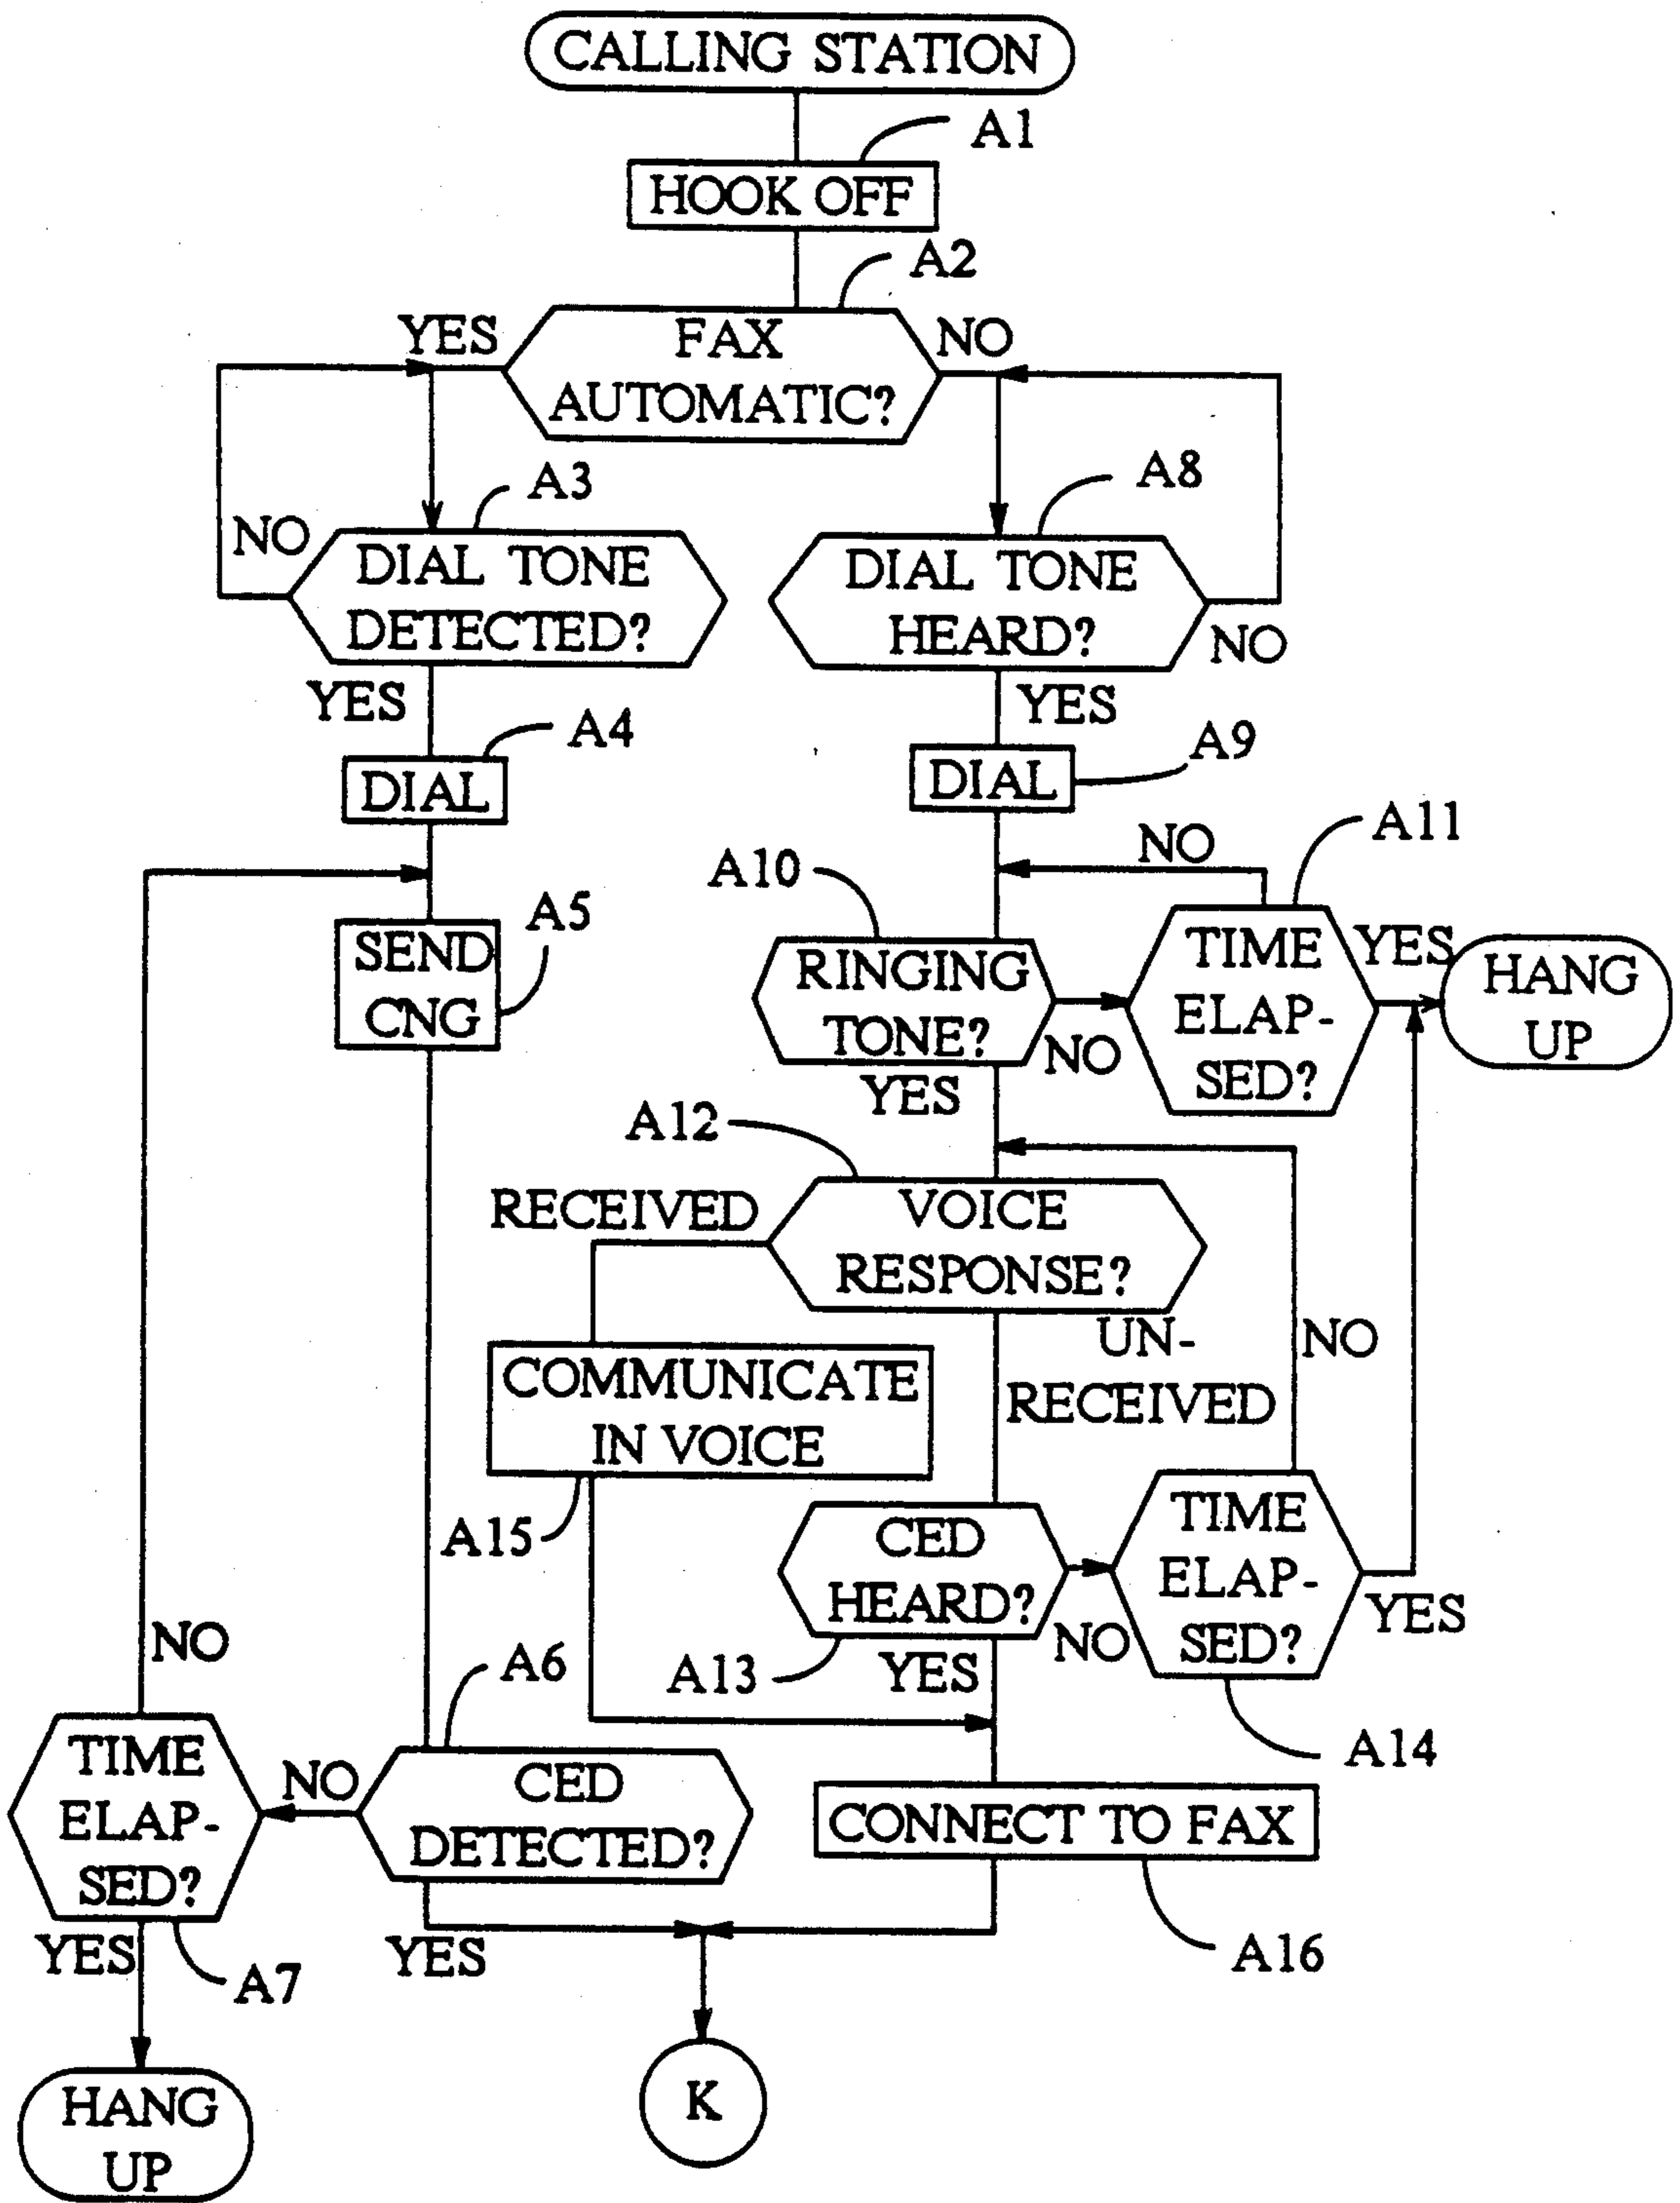 CALLING STATION
A1
HOOK OFF
A2
YES
FAX
AUTOMATIC?
NO
A3
A8
NO
DIAL TONE
DETECTED?
DIAL TONE
HEARD?
NO
YES
YES
A4
DIAL
A9
DIAL
A11
NO
A10
A5
SEND
CNG
RINGING
TONE?
NO
TIME
ELAP-
SED?
YES
HANG
UP
YES
A12
RECEIVED
VOICE
RESPONSE?
UN-
RECEIVED
NO
COMMUNICATE
IN VOICE
A15
CED
HEARD?
NO
TIME
ELAP-
SED?
YES
A13
YES
A14
NO
A6
TIME
ELAP-
SED?
NO
CED
DETECTED?
CONNECT TO FAX
YES
A7
YES
A16
HANG
UP
K